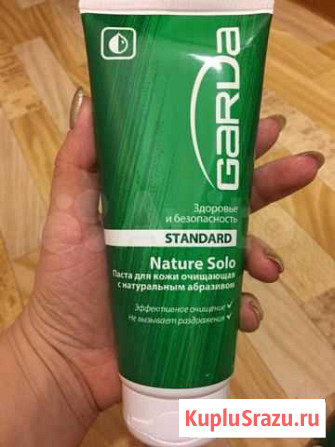 GARDA
Здоровье
и безопасность
STANDARD
Nature Solo
Паста для кожи очищающая
с натуральным абразивом
Эффективное очищение
Не вызывает раздражения
KupluSrazu.ru